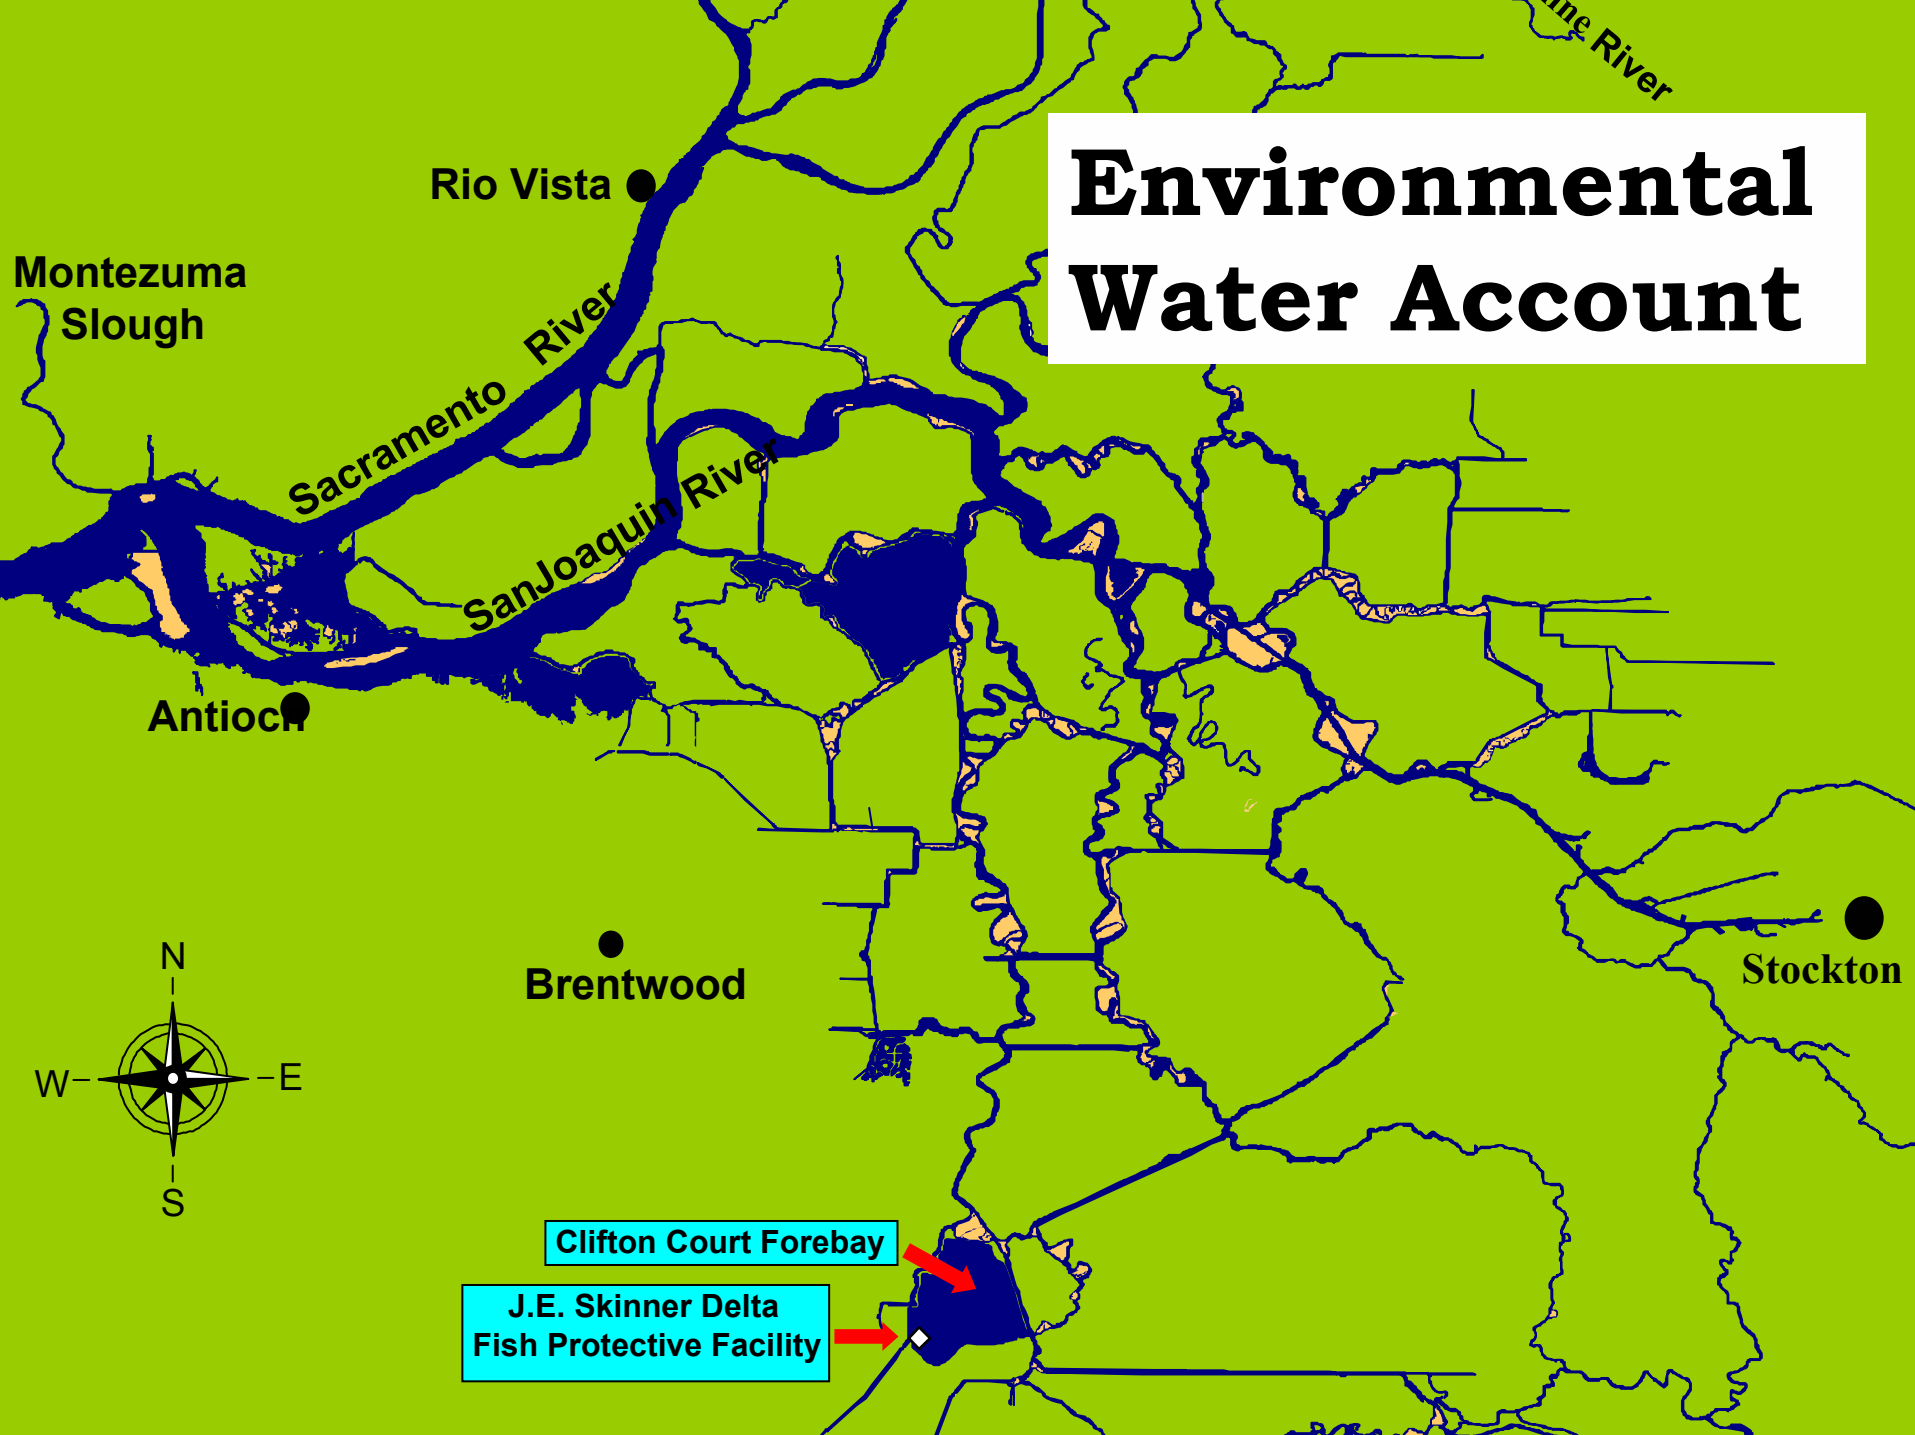 River
Environmental
Water Account
Rio Vista
Montezuma
Slough
Sacramento River
SanJoaquin River
Antioch
Stockton
Brentwood
N
W
E
S
Clifton Court Forebay
J.E. Skinner Delta
Fish Protective Facility